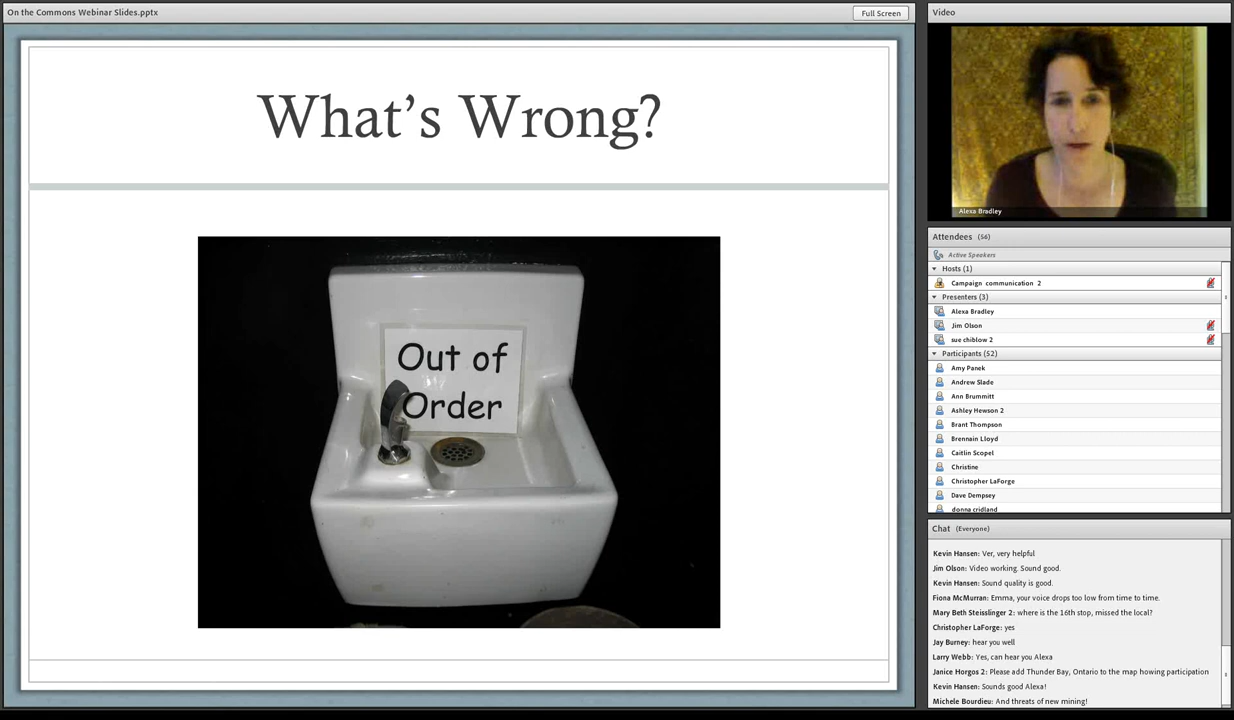 On the Commons Webinar Slides.pptx
Full Screen
What's Wrong?
Out of
Order
Video
Alexa Bradley
Attendees (56)
Active Speakers
Hosts (1)
Campaign communication 2
Presenters (3)
Alexa Bradley
Jim Olson
sue chiblow 2
Participants (52)
Amy Panek
Andrew Slade
Ann Brummitt
Ashley Hewson 2
Brant Thompson
Brennain Lloyd
Caitlin Scopel
Christine
Christopher LaForge
Dave Dempsey
donna cridland
Chat (Everyone)
Kevin Hansen: Ver, very helpful
Jim Olson: Video working. Sound good.
Kevin Hansen: Sound quality is good.
Fiona McMurran: Emma, your voice drops too low from time to time.
Mary Beth Steisslinger 2: where is the 16th stop, missed the local?
Christopher LaForge: yes
Jay Burney: hear you well
Larry Webb: Yes, can hear you Alexa
Janice Horgos 2: Please add Thunder Bay, Ontario to the map howing participation
Kevin Hansen: Sounds good Alexa!
Michele Bourdieu: And threats of new mining!